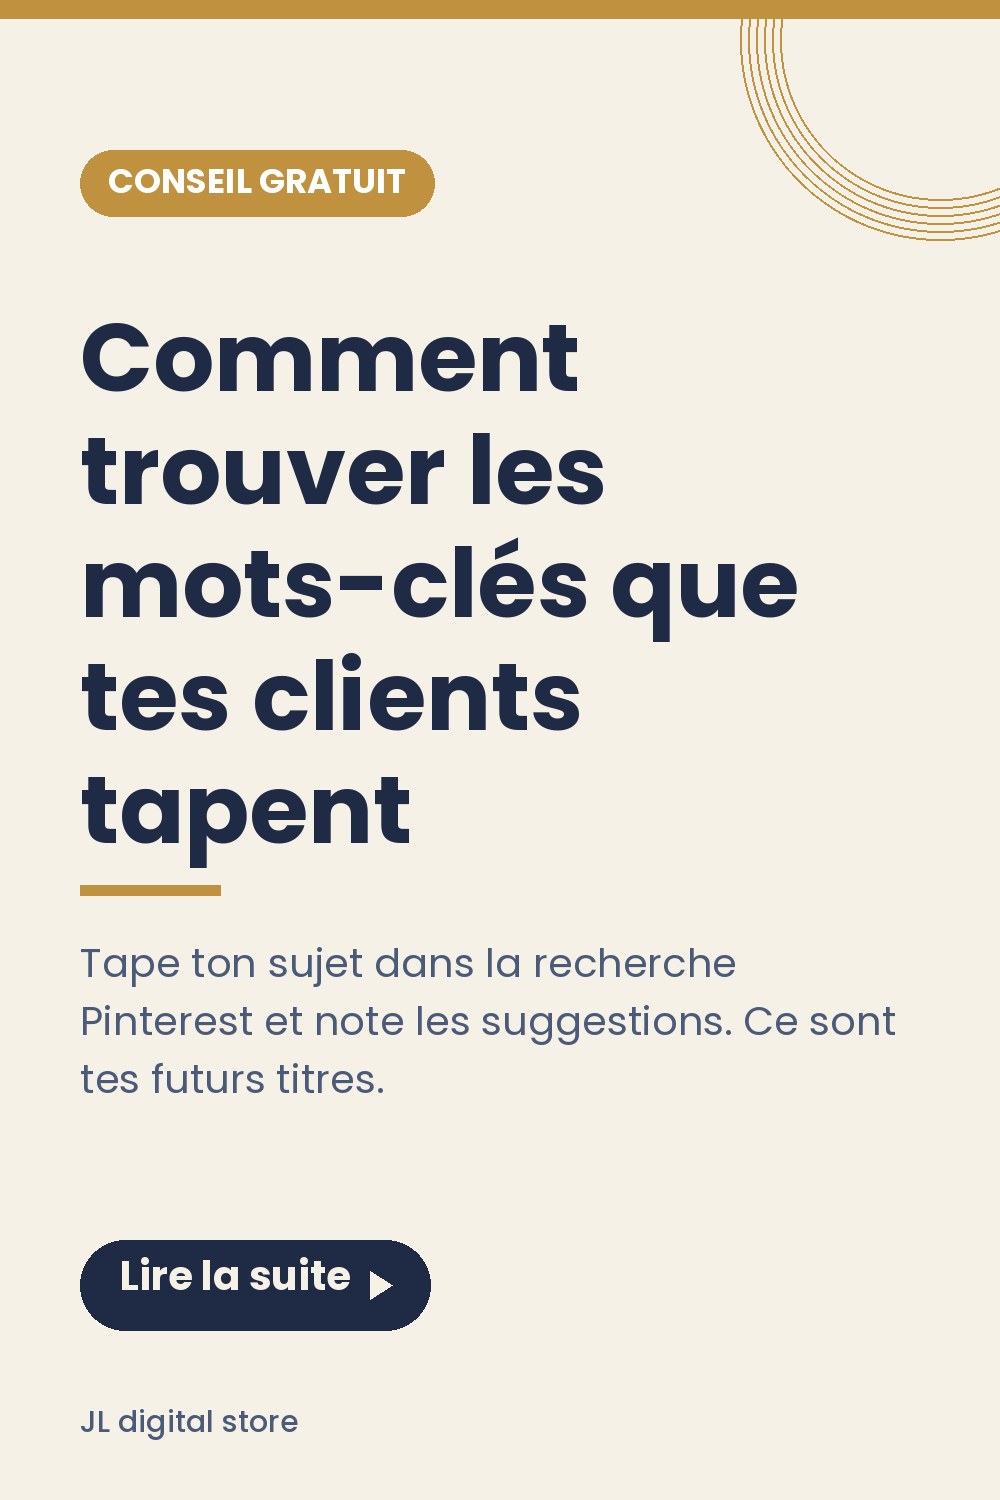 CONSEIL GRATUIT
Comment
trouver les
mots-clés que
tes clients
tapent
Tape ton sujet dans la recherche
Pinterest et note les suggestions. Ce sont
tes futurs titres.
Lire la suite
JL digital store